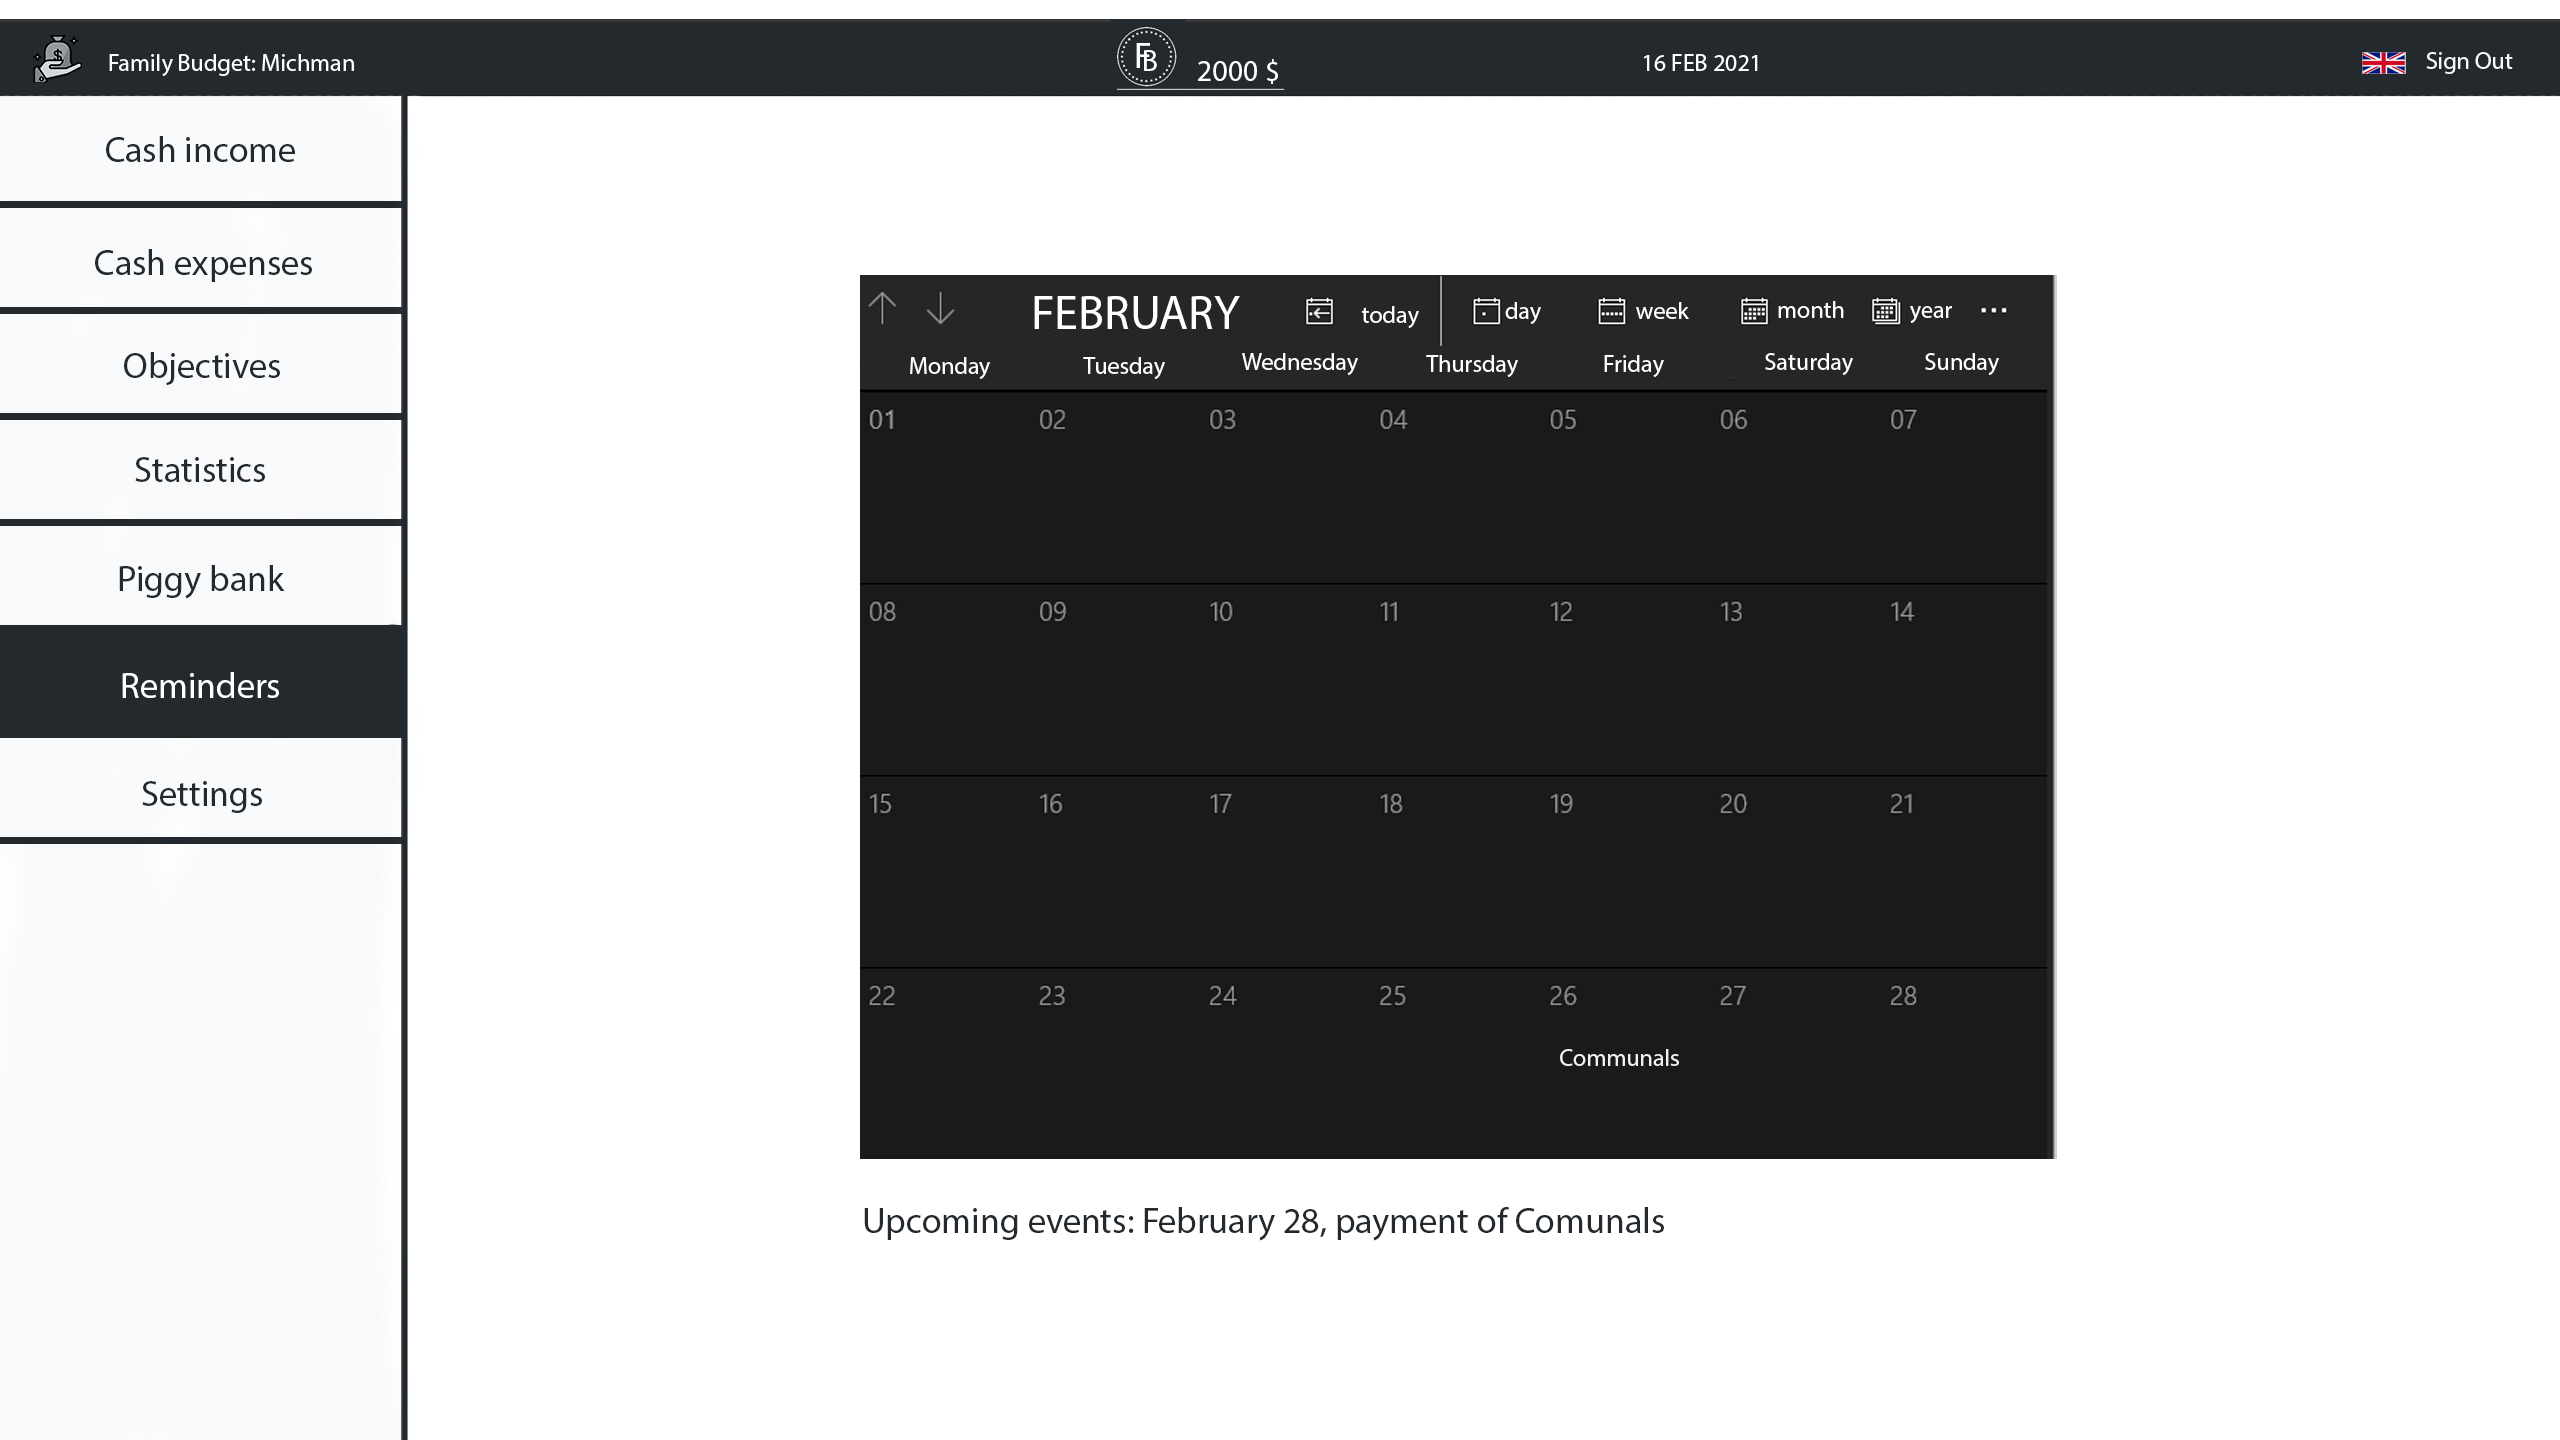 Family Budget: Michman
FB 2000 $
16 FEB 2021
Sign Out
Cash income
Cash expenses
Objectives
Statistics
Piggy bank
Reminders
Settings
FEBRUARY today day week month year ...
Monday Tuesday Wednesday Thursday Friday Saturday Sunday
01 02 03 04 05 06 07
08 09 10 11 12 13 14
15 16 17 18 19 20 21
22 23 24 25 26 27 28
Communals
Upcoming events: February 28, payment of Comunals